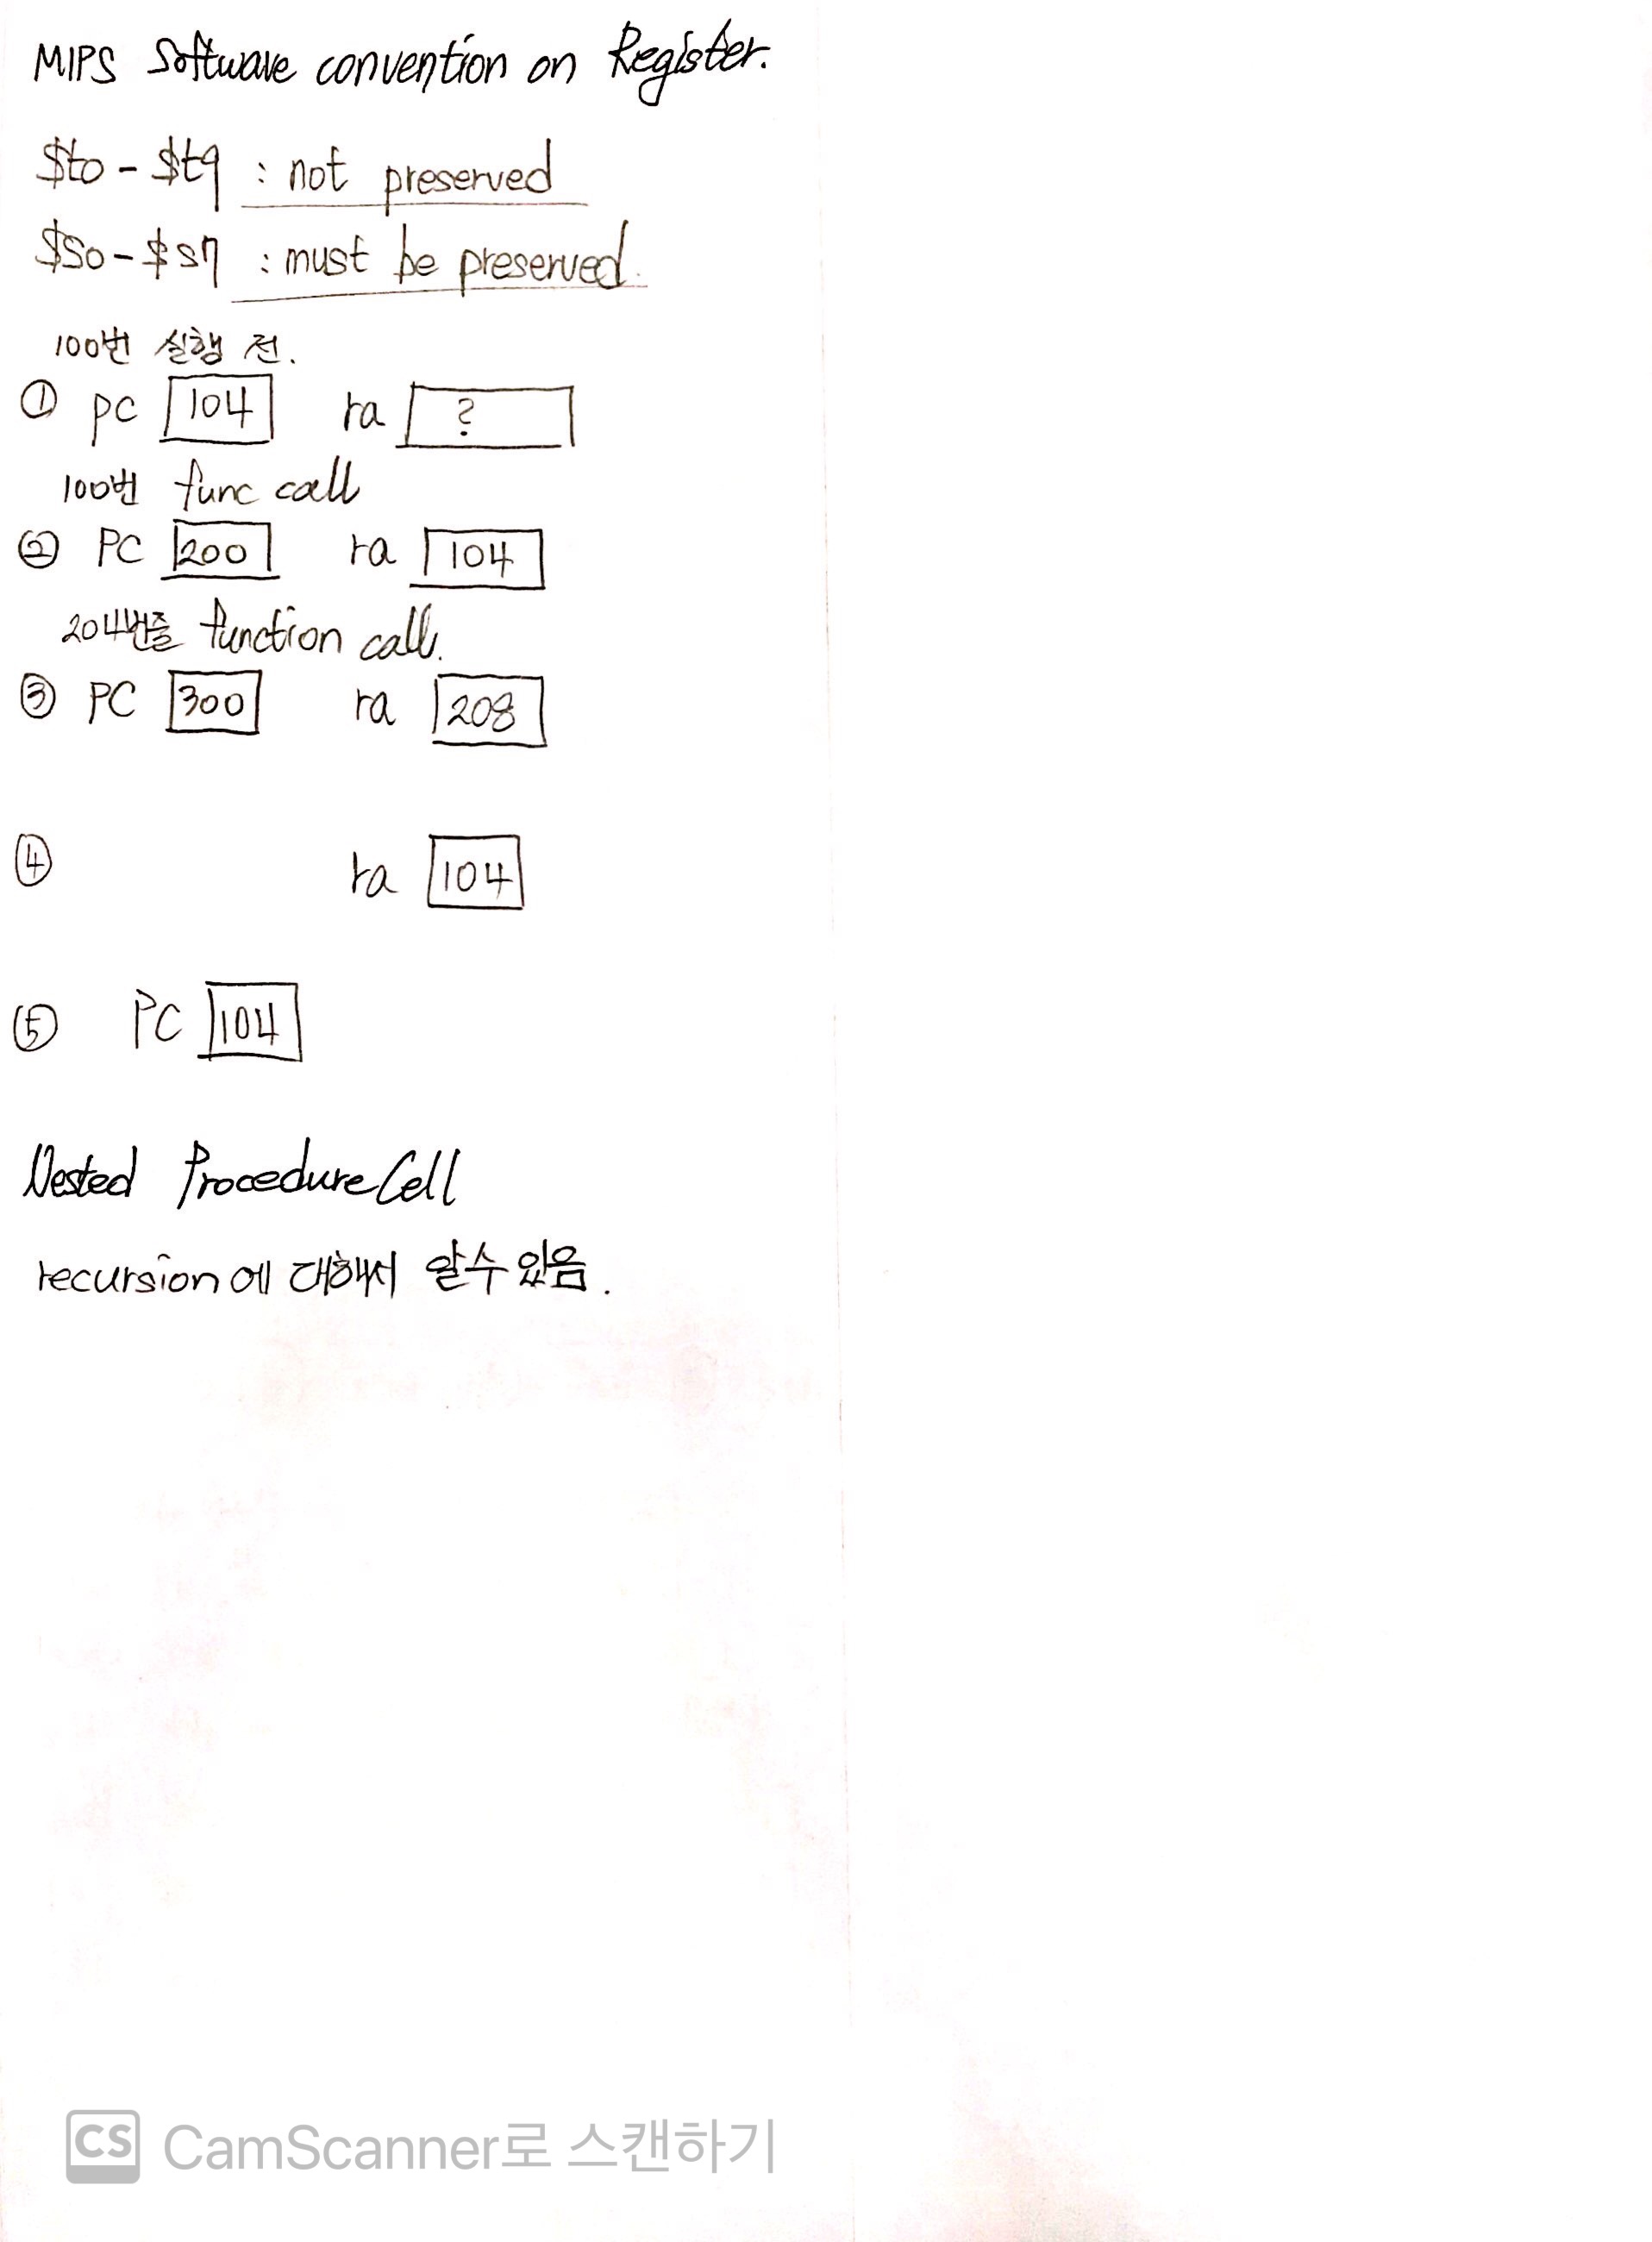 MIPS Software convention on Register.
$t0 - $t9 : not preserved
$s0 - $s7 : must be preserved.
100번 실행 전.
① PC 104 ra ?
100번 func call
② PC 200 ra 104
204번줄 function call.
③ PC 300 ra 208
④ ra 104
⑤ PC 104
Nested Procedure Cell
recursion에 대해서 알수 있음.
CS CamScanner로 스캔하기